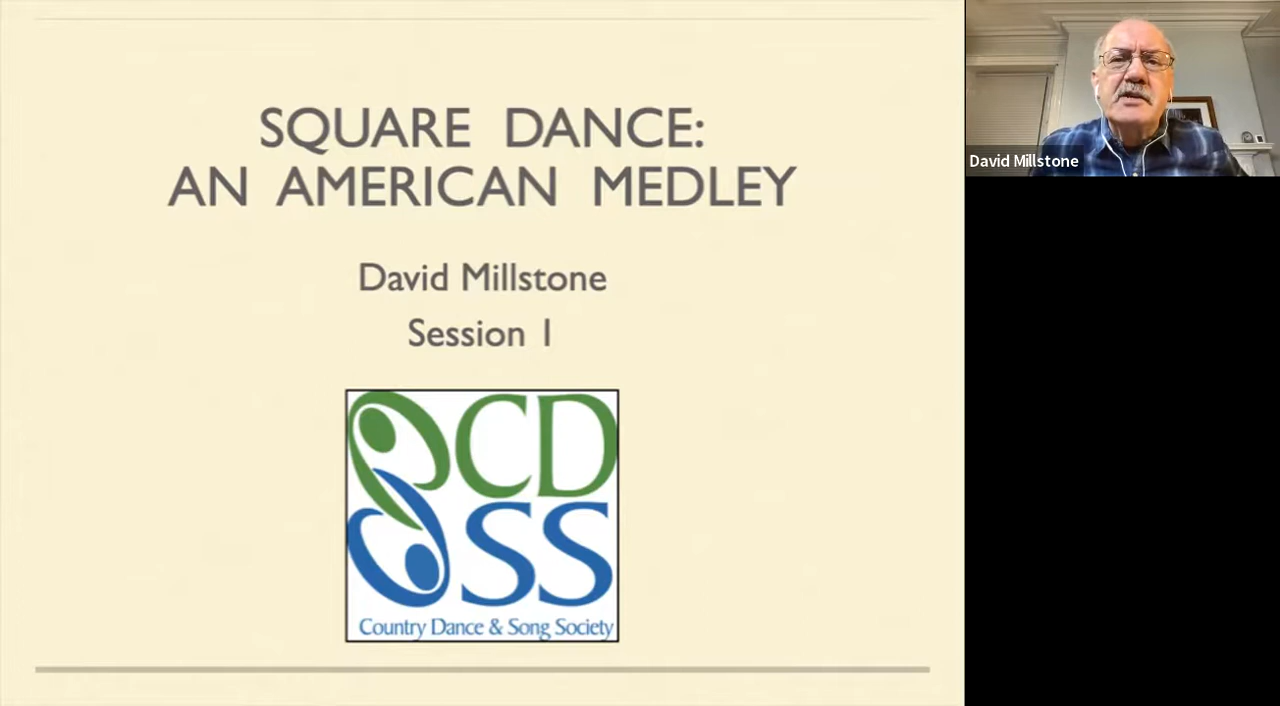 SQUARE DANCE:
AN AMERICAN MEDLEY
David Millstone
Session 1
CD
SS
Country Dance & Song Society
David Millstone